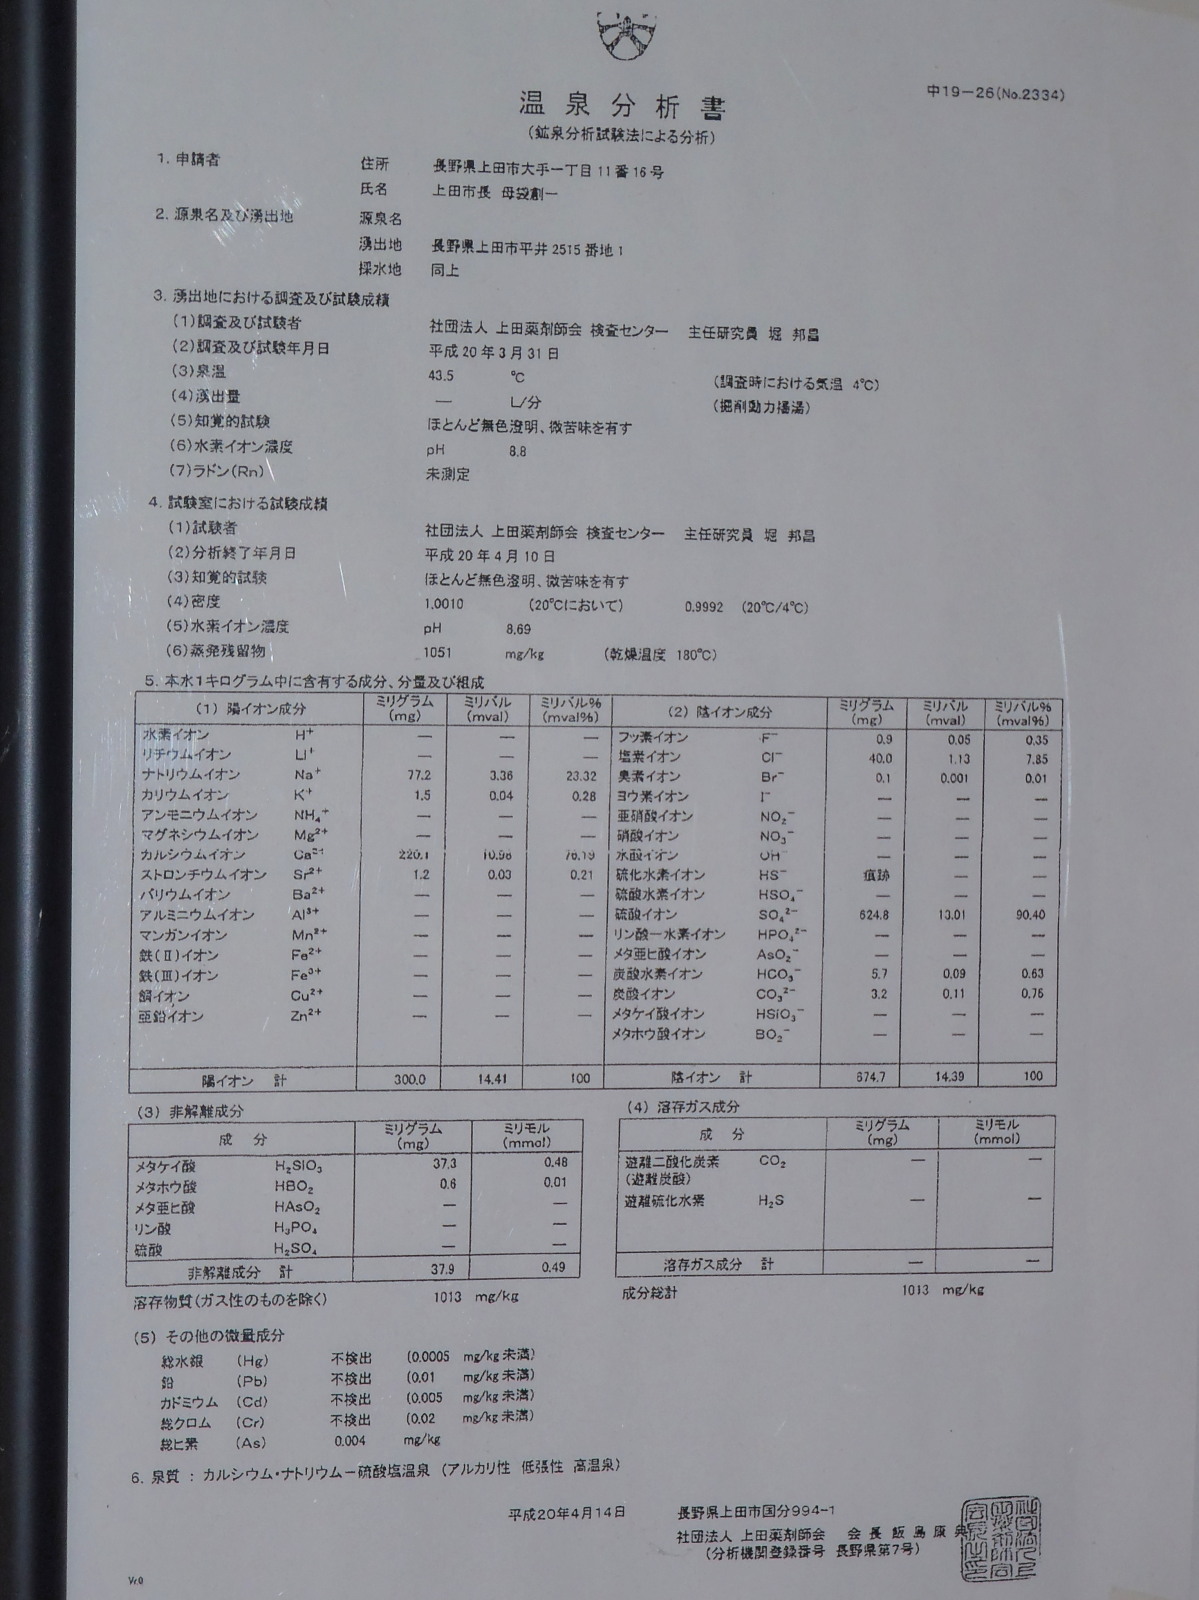 中19－26(No.2334)
温泉分析書
(鉱泉分析試験法による分析)
1. 申請者 住所 長野県上田市大手一丁目11番16号
氏名 上田市長 母袋創一
2. 源泉名及び湧出地 源泉名
湧出地 長野県上田市平井2515番地1
採水地 同上
3. 湧出地における調査及び試験成績
(1)調査及び試験者 社団法人 上田薬剤師会 検査センター 主任研究員 堀 邦昌
(2)調査及び試験年月日 平成20年3月31日
(3)泉温 43.5 ℃ (調査時における気温 4℃)
(4)湧出量 — L/分 (掘削動力揚湯)
(5)知覚的試験 ほとんど無色澄明、微苦味を有す
(6)水素イオン濃度 pH 8.8
(7)ラドン(Rn) 未測定
4. 試験室における試験成績
(1)試験者 社団法人 上田薬剤師会 検査センター 主任研究員 堀 邦昌
(2)分析終了年月日 平成20年4月10日
(3)知覚的試験 ほとんど無色澄明、微苦味を有す
(4)密度 1.0010 (20℃において) 0.9992 (20℃/4℃)
(5)水素イオン濃度 pH 8.69
(6)蒸発残留物 1051 mg/kg (乾燥温度 180℃)
5. 本水1キログラム中に含有する成分、分量及び組成
(1) 陽イオン成分 ミリグラム(mg) ミリバル(mval) ミリバル%(mval%) (2) 陰イオン成分 ミリグラム(mg) ミリバル(mval) ミリバル%(mval%)
水素イオン H⁺ — — — フッ素イオン F⁻ 0.9 0.05 0.35
リチウムイオン Li⁺ — — — 塩素イオン Cl⁻ 40.0 1.13 7.85
ナトリウムイオン Na⁺ 77.2 3.36 23.32 臭素イオン Br⁻ 0.1 0.001 0.01
カリウムイオン K⁺ 1.5 0.04 0.28 ヨウ素イオン I⁻ — — —
アンモニウムイオン NH₄⁺ — — — 亜硝酸イオン NO₂⁻ — — —
マグネシウムイオン Mg²⁺ — — — 硝酸イオン NO₃⁻ — — —
カルシウムイオン Ca²⁺ 220.1 10.98 76.19 水酸イオン OH⁻ — — —
ストロンチウムイオン Sr²⁺ 1.2 0.03 0.21 硫化水素イオン HS⁻ 痕跡 — —
バリウムイオン Ba²⁺ — — — 硫酸水素イオン HSO₄⁻ — — —
アルミニウムイオン Al³⁺ — — — 硫酸イオン SO₄²⁻ 624.8 13.01 90.40
マンガンイオン Mn²⁺ — — — リン酸一水素イオン HPO₄²⁻ — — —
鉄(Ⅱ)イオン Fe²⁺ — — — メタ亜ヒ酸イオン AsO₂⁻ — — —
鉄(Ⅲ)イオン Fe³⁺ — — — 炭酸水素イオン HCO₃⁻ 5.7 0.09 0.63
銅イオン Cu²⁺ — — — 炭酸イオン CO₃²⁻ 3.2 0.11 0.76
亜鉛イオン Zn²⁺ — — — メタケイ酸イオン HSiO₃⁻ — — —
メタホウ酸イオン BO₂⁻ — — —
陽イオン 計 300.0 14.41 100 陰イオン 計 674.7 14.39 100
(3) 非解離成分 (4) 溶存ガス成分
成 分 ミリグラム(mg) ミリモル(mmol) 成 分 ミリグラム(mg) ミリモル(mmol)
メタケイ酸 H₂SiO₃ 37.3 0.48 遊離二酸化炭素 CO₂ — —
(遊離炭酸)
メタホウ酸 HBO₂ 0.6 0.01
メタ亜ヒ酸 HAsO₂ — — 遊離硫化水素 H₂S — —
リン酸 H₃PO₄ — —
硫酸 H₂SO₄ — —
非解離成分 計 37.9 0.49 溶存ガス成分 計 — —
溶存物質(ガス性のものを除く) 1013 mg/kg 成分総計 1013 mg/kg
(5) その他の微量成分
総水銀 (Hg) 不検出 (0.0005 mg/kg未満)
鉛 (Pb) 不検出 (0.01 mg/kg未満)
カドミウム (Cd) 不検出 (0.005 mg/kg未満)
総クロム (Cr) 不検出 (0.02 mg/kg未満)
総ヒ素 (As) 0.004 mg/kg
6. 泉質 : カルシウム・ナトリウム－硫酸塩温泉 (アルカリ性 低張性 高温泉)
平成20年4月14日 長野県上田市国分994-1
社団法人 上田薬剤師会 会長 飯島康典
(分析機関登録番号 長野県第7号)
Vr.0